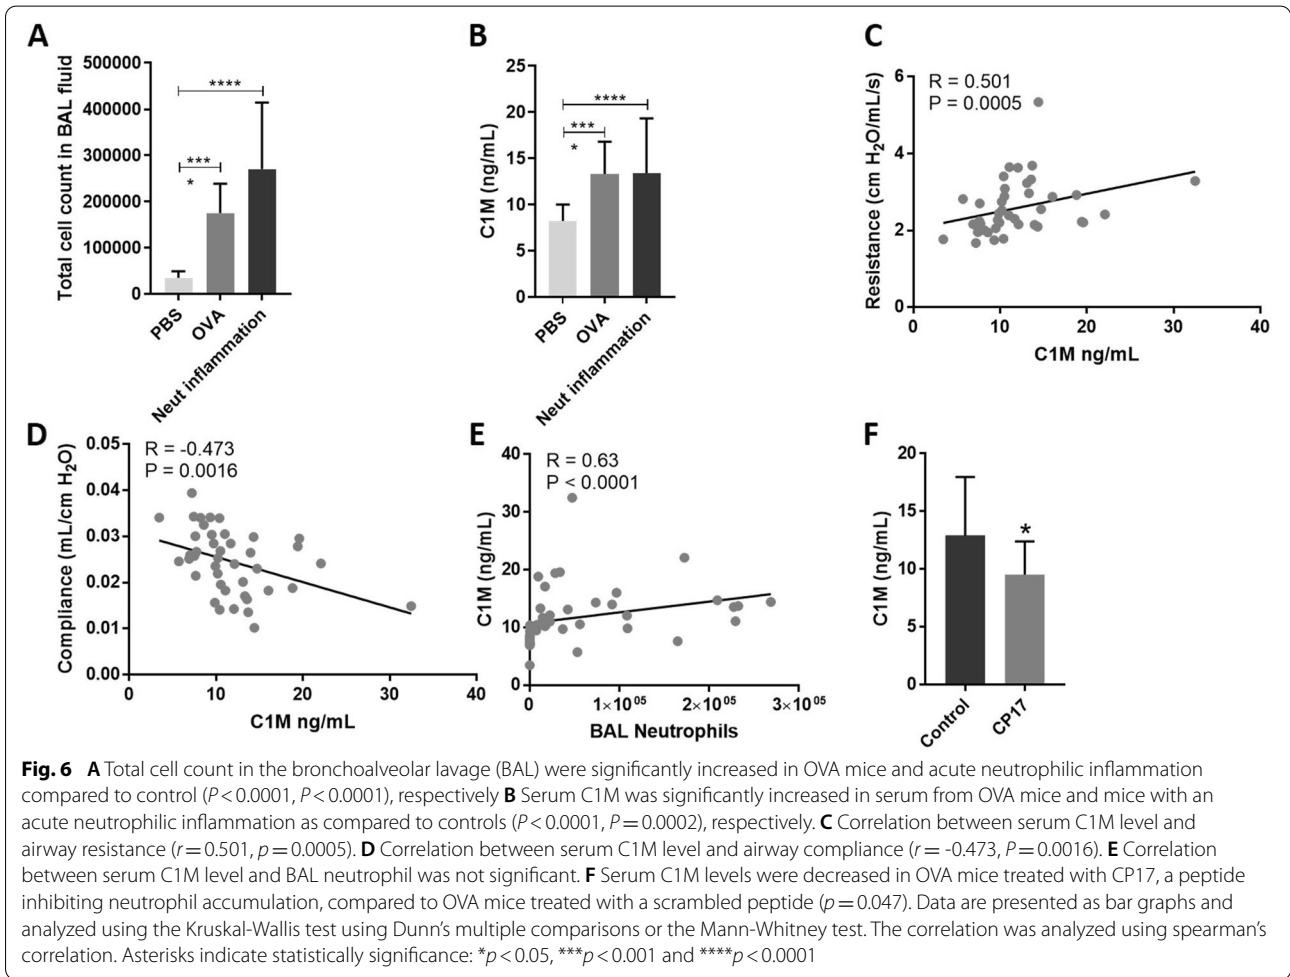 A
Total cell count in BAL fluid
500000
400000
300000
200000
100000
0
****
***
*
PBS
OVA
Neut inflammation
B
C1M (ng/mL)
25
20
15
10
5
0
****
***
*
PBS
OVA
Neut inflammation
C
R = 0.501
P = 0.0005
Resistance (cm H₂O/mL/s)
6
4
2
0
0 10 20 30 40
C1M ng/mL
D
R = -0.473
P = 0.0016
Compliance (mL/cm H₂O)
0.05
0.04
0.03
0.02
0.01
0.00
0 10 20 30 40
C1M ng/mL
E
R = 0.63
P < 0.0001
C1M (ng/mL)
40
30
20
10
0
0 1×10⁰⁵ 2×10⁰⁵ 3×10⁰⁵
BAL Neutrophils
F
C1M (ng/mL)
20
15
10
5
0
*
Control
CP17
Fig. 6 A Total cell count in the bronchoalveolar lavage (BAL) were significantly increased in OVA mice and acute neutrophilic inflammation
compared to control (P < 0.0001, P < 0.0001), respectively B Serum C1M was significantly increased in serum from OVA mice and mice with an
acute neutrophilic inflammation as compared to controls (P < 0.0001, P = 0.0002), respectively. C Correlation between serum C1M level and
airway resistance (r = 0.501, p = 0.0005). D Correlation between serum C1M level and airway compliance (r = -0.473, P = 0.0016). E Correlation
between serum C1M level and BAL neutrophil was not significant. F Serum C1M levels were decreased in OVA mice treated with CP17, a peptide
inhibiting neutrophil accumulation, compared to OVA mice treated with a scrambled peptide (p = 0.047). Data are presented as bar graphs and
analyzed using the Kruskal-Wallis test using Dunn's multiple comparisons or the Mann-Whitney test. The correlation was analyzed using spearman's
correlation. Asterisks indicate statistically significance: *p < 0.05, ***p < 0.001 and ****p < 0.0001